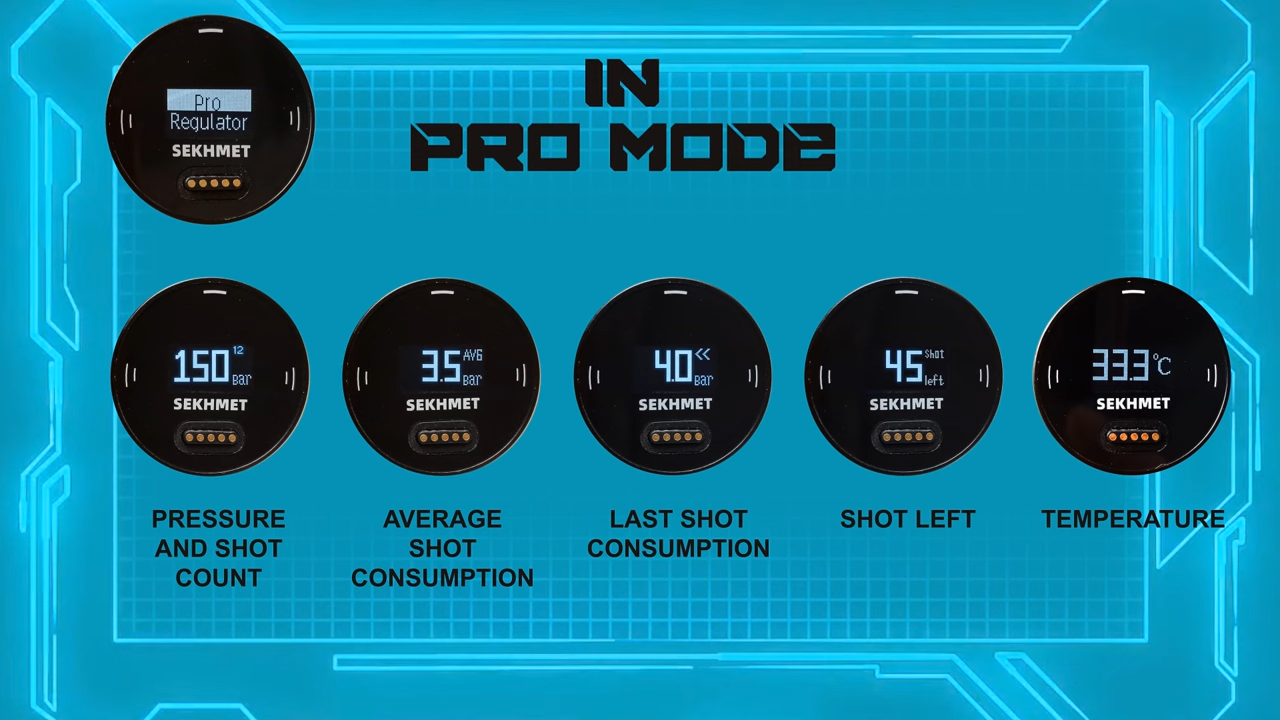 Pro
Regulator
SEKHMET
IN
PRO MODE
150 12 Bar
SEKHMET
PRESSURE
AND SHOT
COUNT
3.5 AVG Bar
SEKHMET
AVERAGE
SHOT
CONSUMPTION
4.0 << Bar
SEKHMET
LAST SHOT
CONSUMPTION
45 Shot left
SEKHMET
SHOT LEFT
33.3 °C
SEKHMET
TEMPERATURE